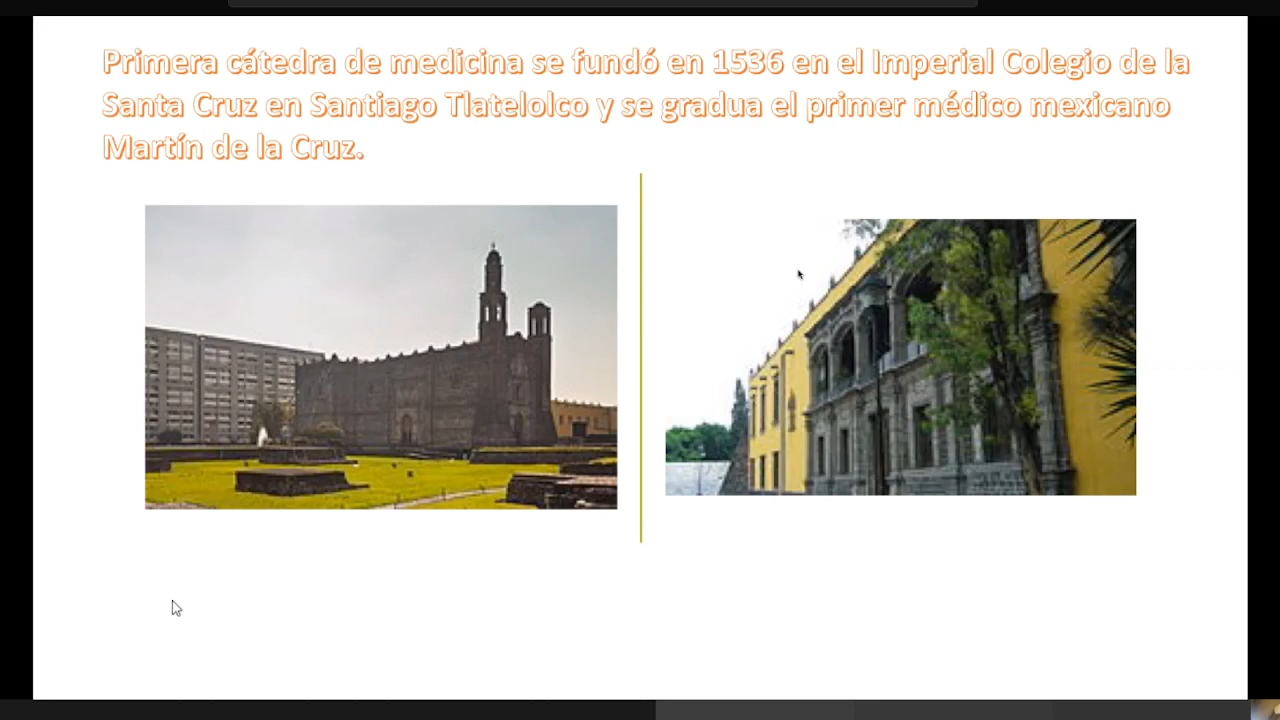 Primera cátedra de medicina se fundó en 1536 en el Imperial Colegio de la
Santa Cruz en Santiago Tlatelolco y se gradua el primer médico mexicano
Martín de la Cruz.